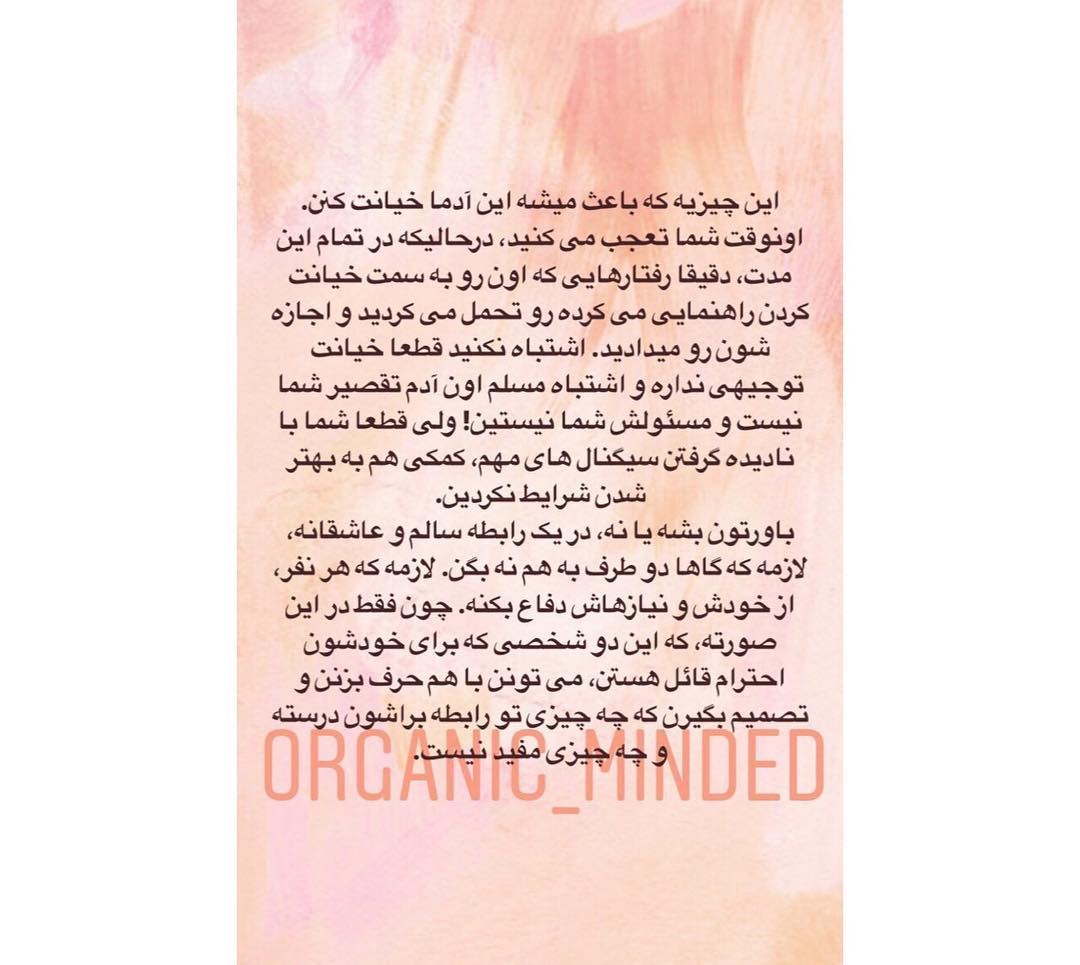 این چیزیه که باعث میشه این آدما خیانت کنن.
اونوقت شما تعجب می کنید، درحالیکه در تمام این
مدت، دقیقا رفتارهایی که اون رو به سمت خیانت
کردن راهنمایی می کرده رو تحمل می کردید و اجازه
شون رو میدادید. اشتباه نکنید قطعا خیانت
توجیهی نداره و اشتباه مسلم اون آدم تقصیر شما
نیست و مسئولش شما نیستین! ولی قطعا شما با
نادیده گرفتن سیگنال های مهم، کمکی هم به بهتر
شدن شرایط نکردین.
باورتون بشه یا نه، در یک رابطه سالم و عاشقانه،
لازمه که گاها دو طرف به هم نه بگن. لازمه که هر نفر،
از خودش و نیازهاش دفاع بکنه. چون فقط در این
صورته، که این دو شخصی که برای خودشون
احترام قائل هستن، می تونن با هم حرف بزنن و
تصمیم بگیرن که چه چیزی تو رابطه براشون درسته
و چه چیزی مفید نیست.
ORGANIC_MINDED